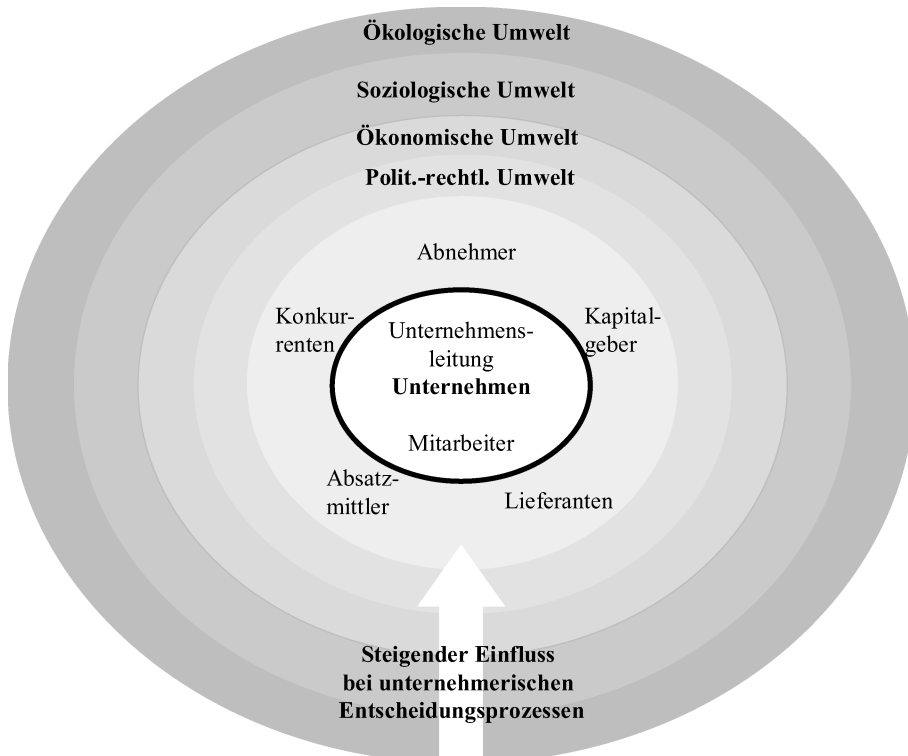 Ökologische Umwelt
Soziologische Umwelt
Ökonomische Umwelt
Polit.-rechtl. Umwelt
Abnehmer
Konkur-
renten
Kapital-
geber
Unternehmens-
leitung
Unternehmen
Mitarbeiter
Absatz-
mittler
Lieferanten
Steigender Einfluss
bei unternehmerischen
Entscheidungsprozessen